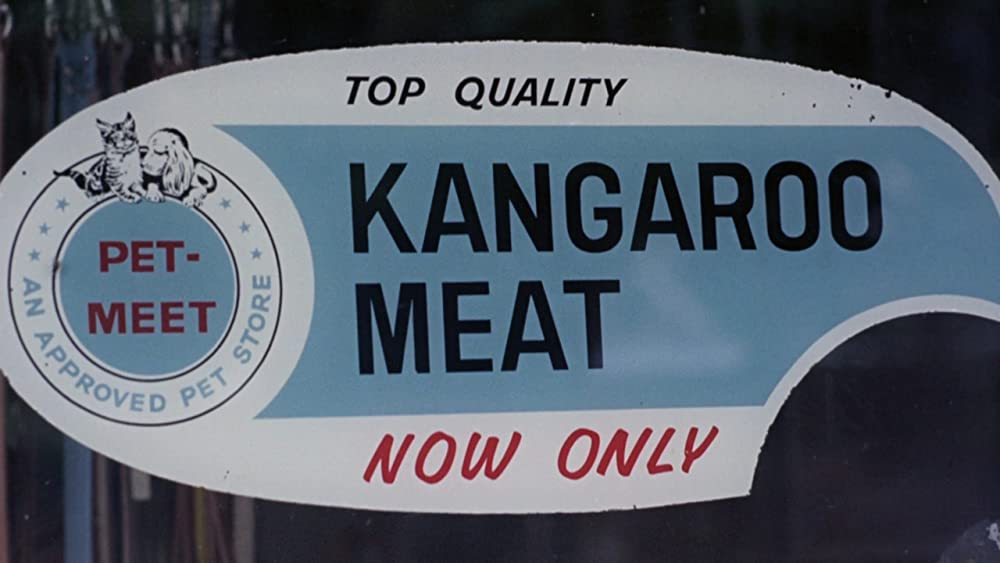 TOP QUALITY
KANGAROO
MEAT
NOW ONLY
PET-
MEET
AN APPROVED PET STORE